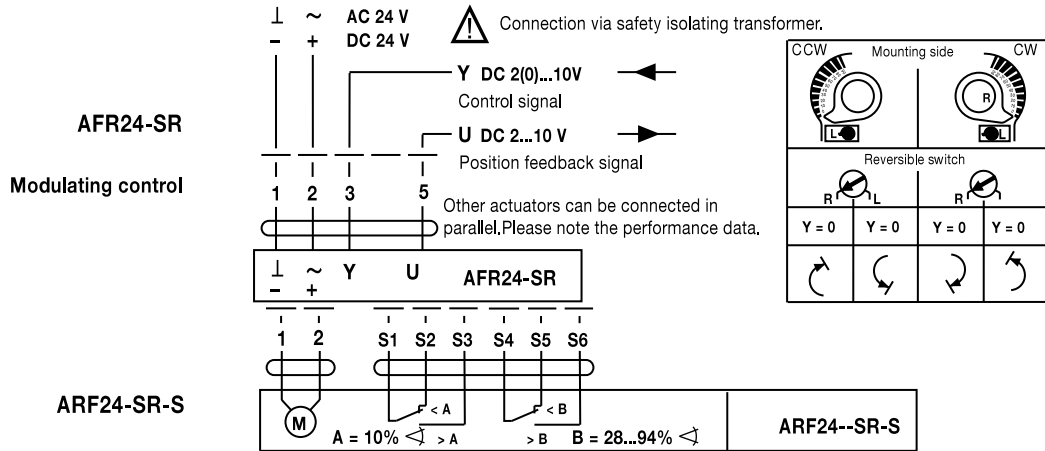 ⊥ ~ AC 24 V
− + DC 24 V
Connection via safety isolating transformer.
Y DC 2(0)...10V
Control signal
U DC 2...10 V
Position feedback signal
AFR24-SR
Modulating control
1 2 3 5
Other actuators can be connected in
parallel.Please note the performance data.
⊥ ~ Y U AFR24-SR
− +
1 2 S1 S2 S3 S4 S5 S6
ARF24-SR-S
M
< A < B
A = 10% ∢ > A > B B = 28...94% ∢
ARF24--SR-S
CCW Mounting side CW
R
L L
Reversible switch
R L R L
Y = 0 Y = 0 Y = 0 Y = 0